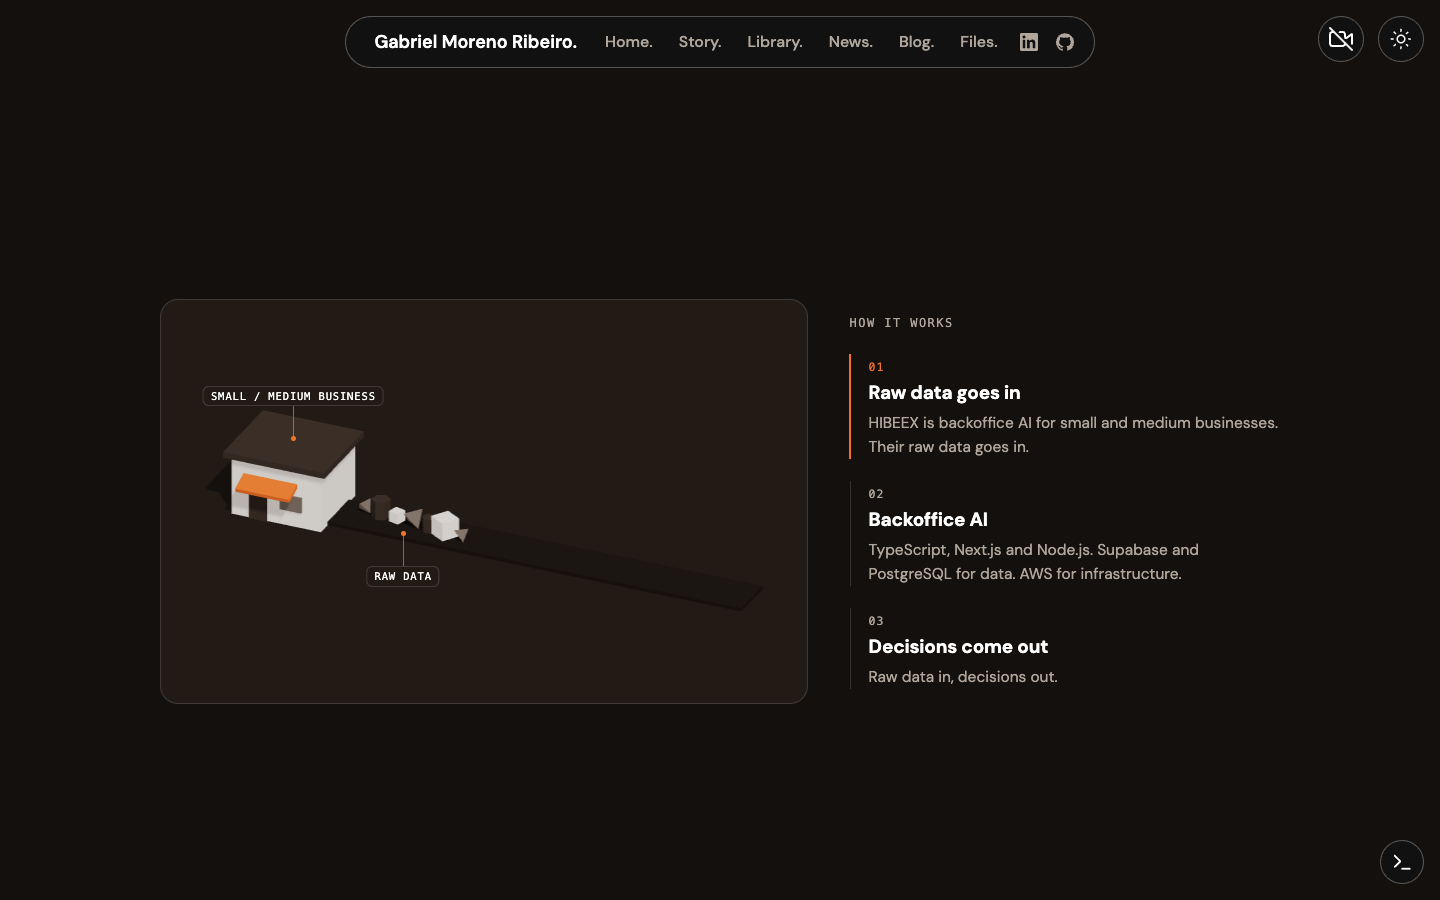 Gabriel Moreno Ribeiro.
Home.
Story.
Library.
News.
Blog.
Files.
SMALL / MEDIUM BUSINESS
RAW DATA
HOW IT WORKS
01
Raw data goes in
HIBEEX is backoffice AI for small and medium businesses.
Their raw data goes in.
02
Backoffice AI
TypeScript, Next.js and Node.js. Supabase and
PostgreSQL for data. AWS for infrastructure.
03
Decisions come out
Raw data in, decisions out.